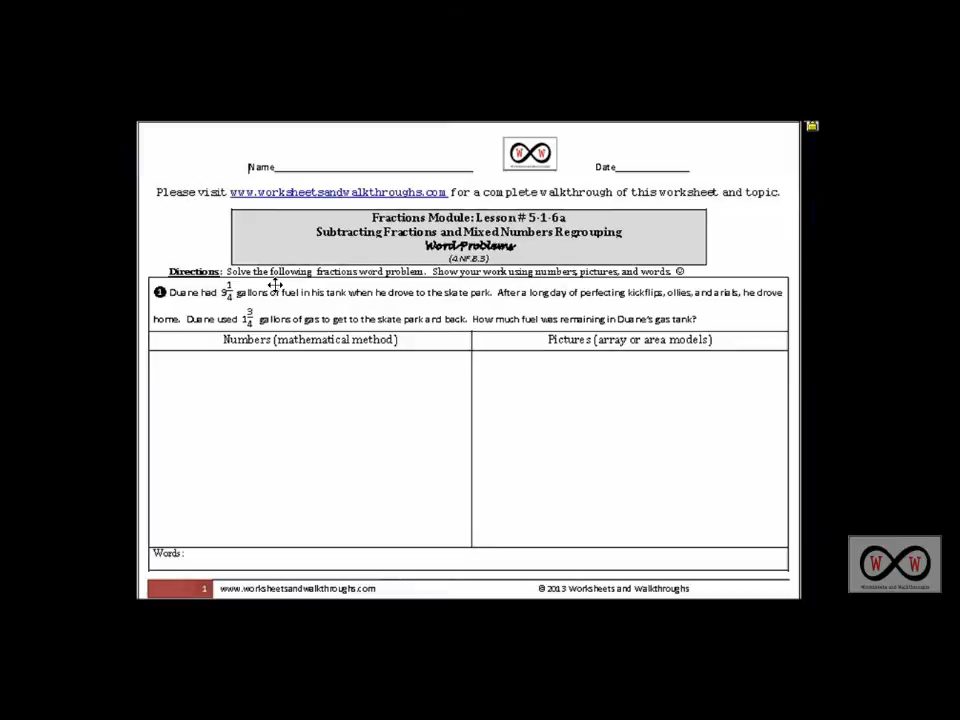 Name__________ Date__________
W W
Please visit www.worksheetsandwalkthroughs.com for a complete walkthrough of this worksheet and topic.
Fractions Module: Lesson # 5-1-6a
Subtracting Fractions and Mixed Numbers Regrouping
Word Problems
(4.NF.B.3)
Directions: Solve the following fractions word problem. Show your work using numbers, pictures, and words. ☺
1 Duane had 9 1/4 gallons of fuel in his tank when he drove to the skate park. After a long day of perfecting kickflips, ollies, and arials, he drove
home. Duane used 1 3/4 gallons of gas to get to the skate park and back. How much fuel was remaining in Duane's gas tank?
Numbers (mathematical method) Pictures (array or area models)
Words:
1 www.worksheetsandwalkthroughs.com © 2013 Worksheets and Walkthroughs
W W
Worksheets and Walkthroughs